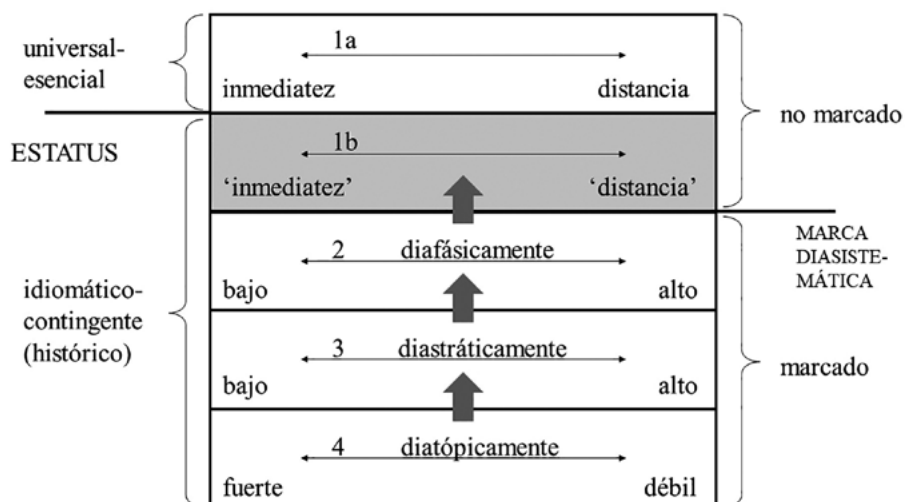 universal-
esencial
1a
inmediatez
distancia
no marcado
ESTATUS
1b
‘inmediatez’
‘distancia’
MARCA
DIASISTE-
MÁTICA
idiomático-
contingente
(histórico)
2 diafásicamente
bajo
alto
3 diastráticamente
bajo
alto
marcado
4 diatópicamente
fuerte
débil